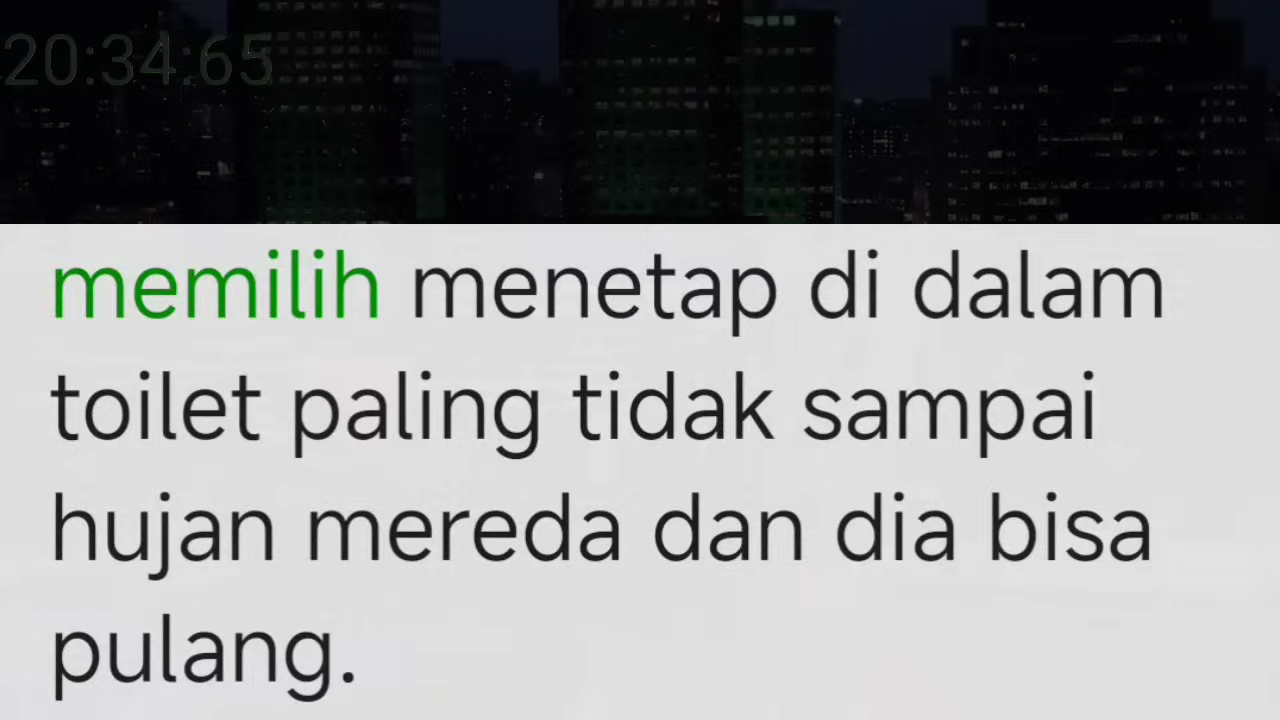 20:34:65
memilih menetap di dalam
toilet paling tidak sampai
hujan mereda dan dia bisa
pulang.